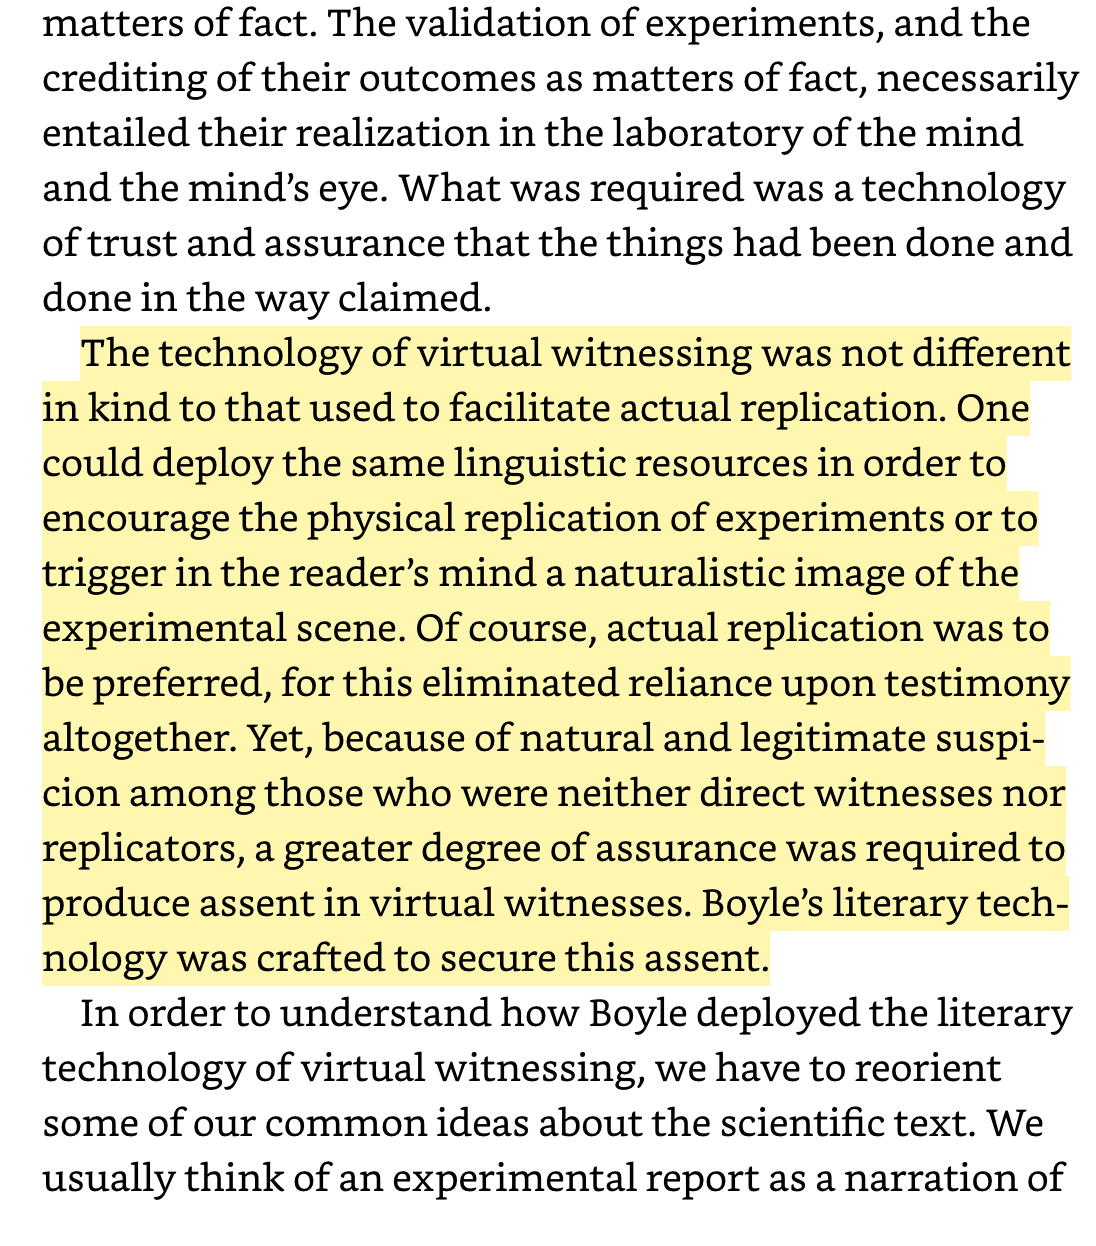 matters of fact. The validation of experiments, and the
crediting of their outcomes as matters of fact, necessarily
entailed their realization in the laboratory of the mind
and the mind’s eye. What was required was a technology
of trust and assurance that the things had been done and
done in the way claimed.
The technology of virtual witnessing was not different
in kind to that used to facilitate actual replication. One
could deploy the same linguistic resources in order to
encourage the physical replication of experiments or to
trigger in the reader’s mind a naturalistic image of the
experimental scene. Of course, actual replication was to
be preferred, for this eliminated reliance upon testimony
altogether. Yet, because of natural and legitimate suspi-
cion among those who were neither direct witnesses nor
replicators, a greater degree of assurance was required to
produce assent in virtual witnesses. Boyle’s literary tech-
nology was crafted to secure this assent.
In order to understand how Boyle deployed the literary
technology of virtual witnessing, we have to reorient
some of our common ideas about the scientific text. We
usually think of an experimental report as a narration of